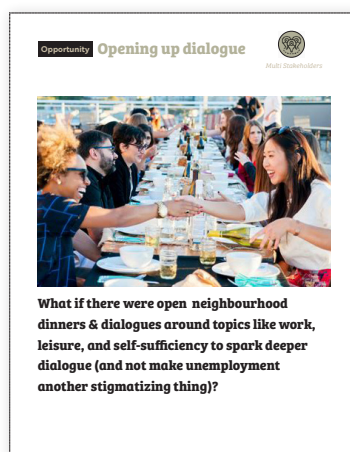 Opportunity Opening up dialogue
Multi Stakeholders
What if there were open neighbourhood
dinners & dialogues around topics like work,
leisure, and self-sufficiency to spark deeper
dialogue (and not make unemployment
another stigmatizing thing)?